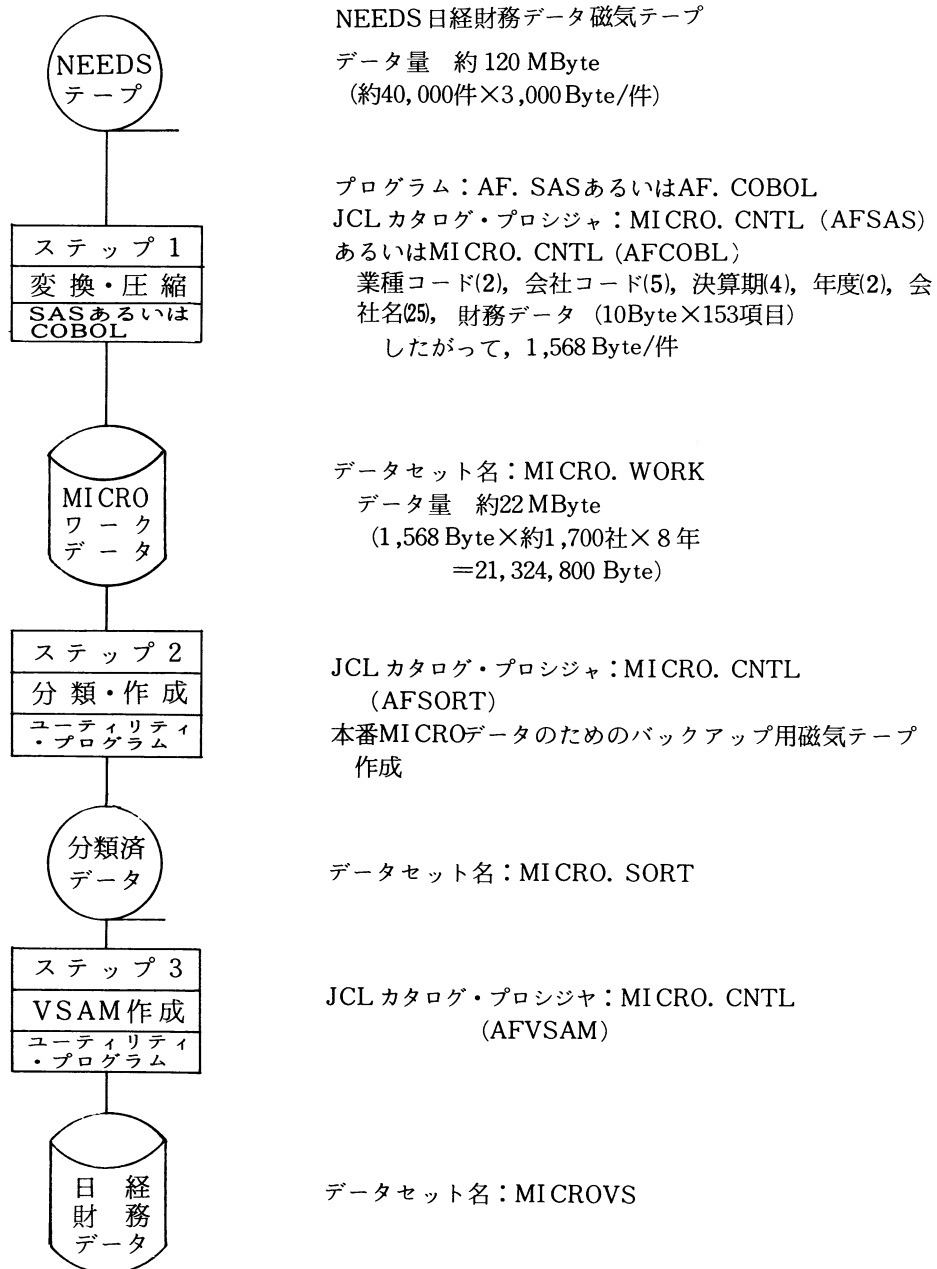 NEEDS
テープ
NEEDS日経財務データ磁気テープ
データ量 約120 MByte
(約40,000件×3,000Byte/件)
ステップ1
変換・圧縮
SASあるいは
COBOL
プログラム:AF. SASあるいはAF. COBOL
JCLカタログ・プロシジャ:MICRO. CNTL (AFSAS)
あるいはMICRO. CNTL (AFCOBL)
業種コード(2), 会社コード(5), 決算期(4), 年度(2), 会
社名(25), 財務データ (10Byte×153項目)
したがって, 1,568 Byte/件
MICRO
ワーク
データ
データセット名:MICRO. WORK
データ量 約22 MByte
(1,568 Byte×約1,700社×8年
=21,324,800 Byte)
ステップ2
分類・作成
ユーティリティ
・プログラム
JCLカタログ・プロシジャ:MICRO. CNTL
(AFSORT)
本番MICROデータのためのバックアップ用磁気テープ
作成
分類済
データ
データセット名:MICRO. SORT
ステップ3
VSAM作成
ユーティリティ
・プログラム
JCLカタログ・プロシジャ:MICRO. CNTL
(AFVSAM)
日経
財務
データ
データセット名:MICROVS